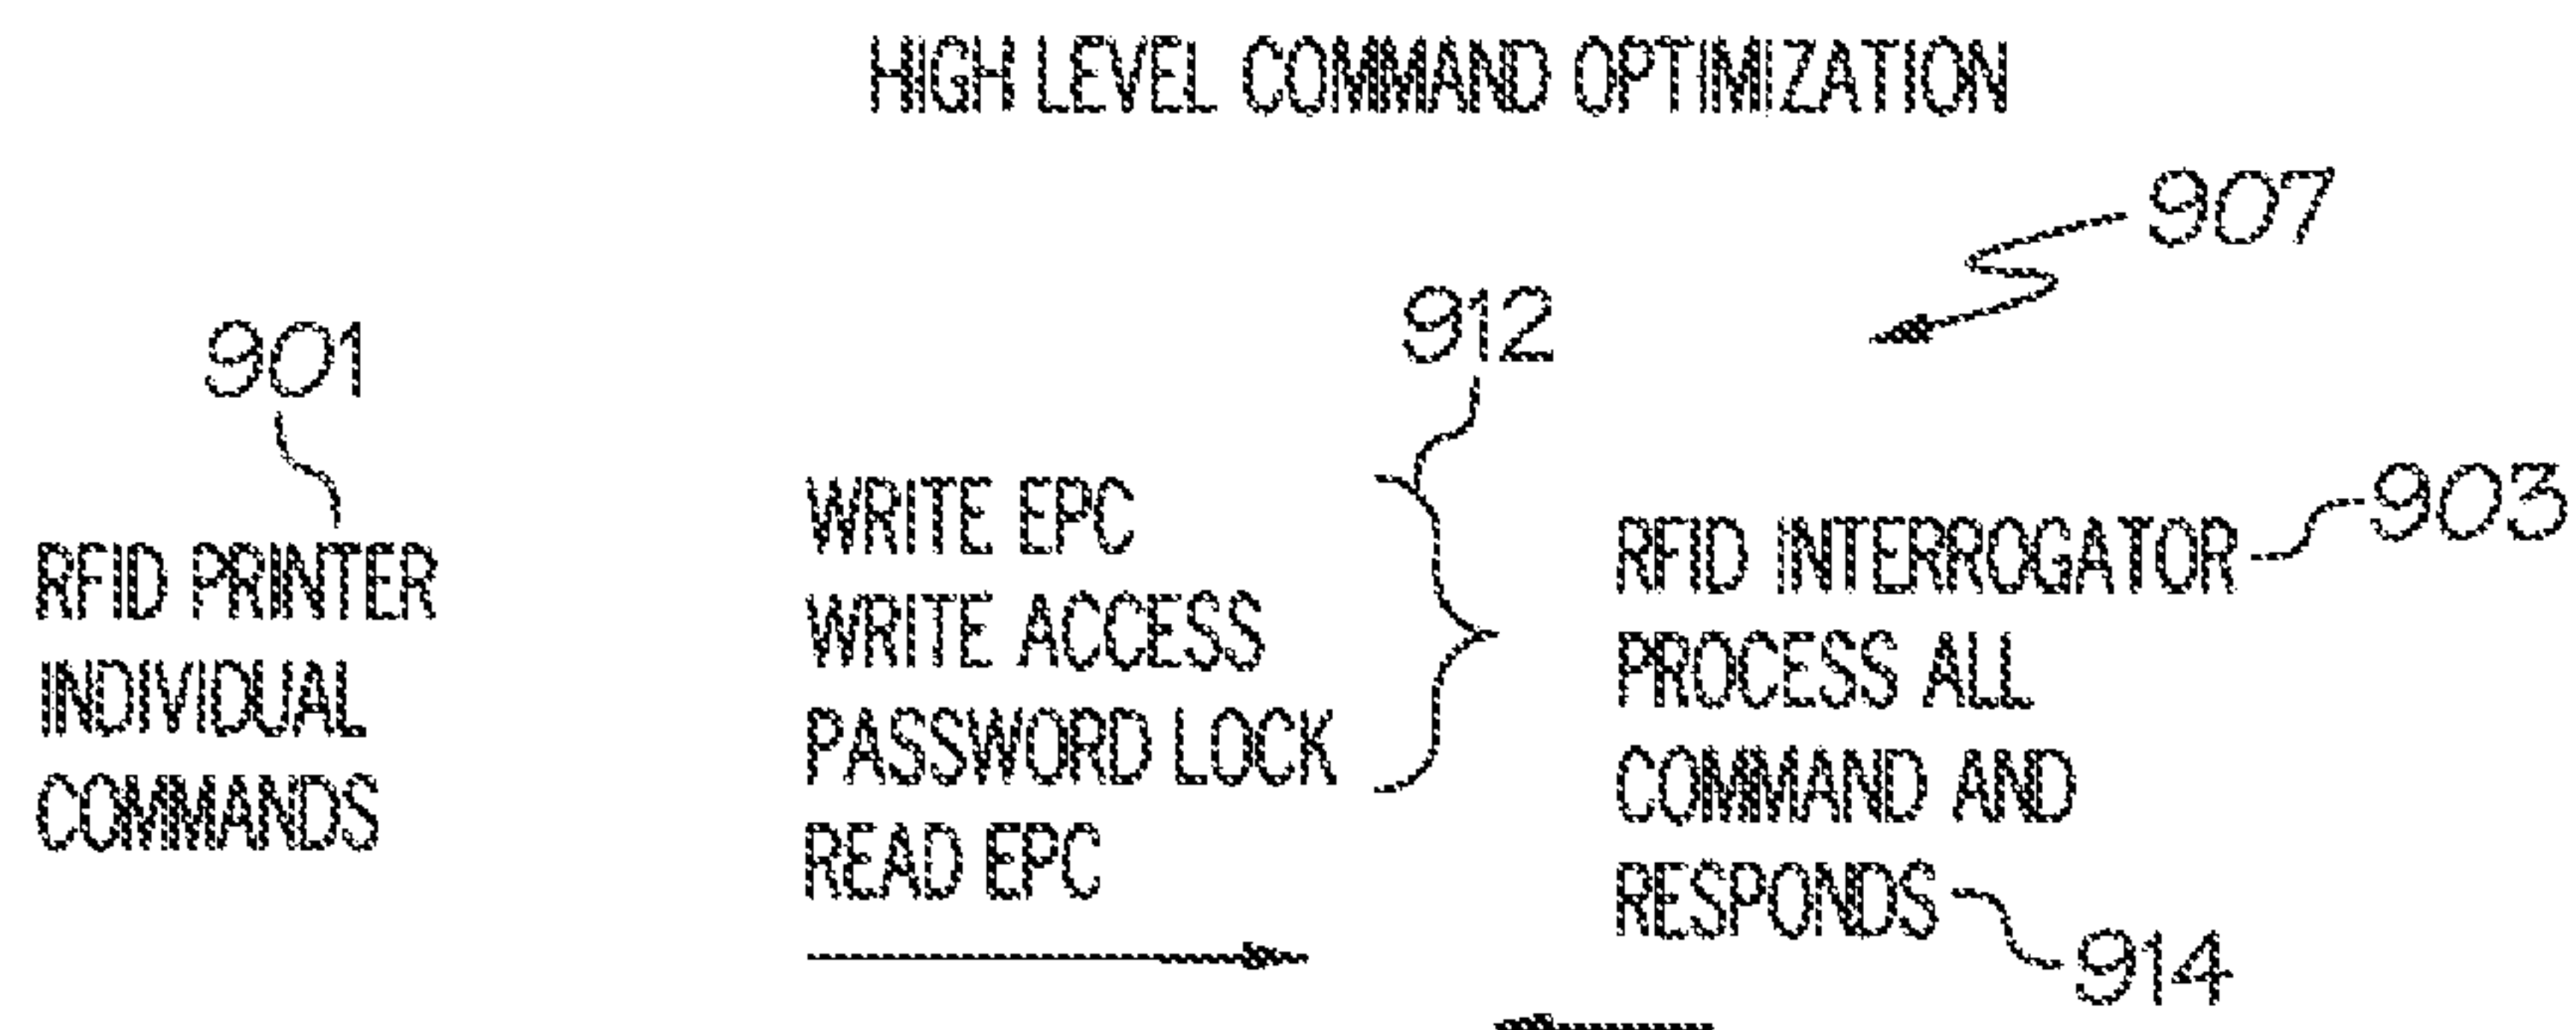 HIGH LEVEL COMMAND OPTIMIZATION
907
912
901
903
RFID PRINTER
INDIVIDUAL
COMMANDS
WRITE EPC
WRITE ACCESS
PASSWORD LOCK
READ EPC
RFID INTERROGATOR
PROCESS ALL
COMMAND AND
RESPONDS
914